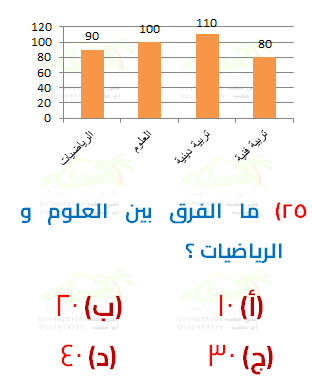 120
100
80
60
40
20
0
90
100
110
80
الرياضيات
العلوم
تربية دينية
تربية فنية
٢٥) ما الفرق بين العلوم و
الرياضيات ؟
(أ) ١٠ (ب) ٢٠
(ج) ٣٠ (د) ٤٠